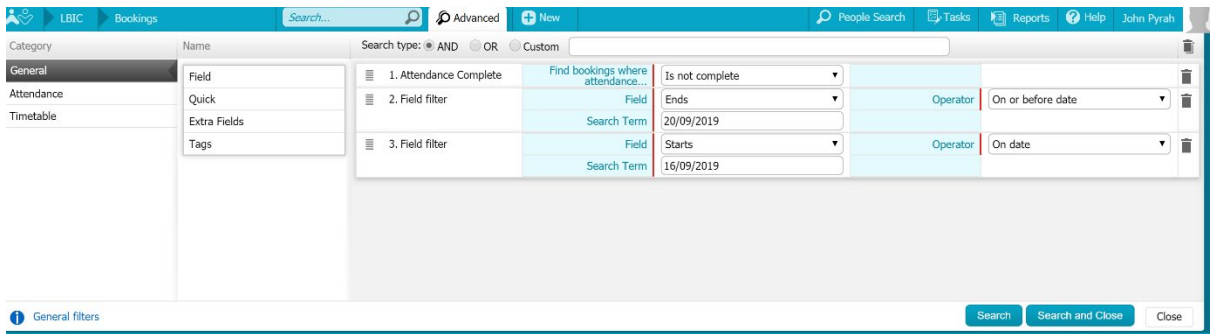 LBIC Bookings Search... Advanced New People Search Tasks Reports Help John Pyrah
Category Name Search type: AND OR Custom
General
Attendance
Timetable
Field
Quick
Extra Fields
Tags
1. Attendance Complete Find bookings where
attendance... Is not complete
2. Field filter Field Ends Operator On or before date
Search Term 20/09/2019
3. Field filter Field Starts Operator On date
Search Term 16/09/2019
General filters Search Search and Close Close